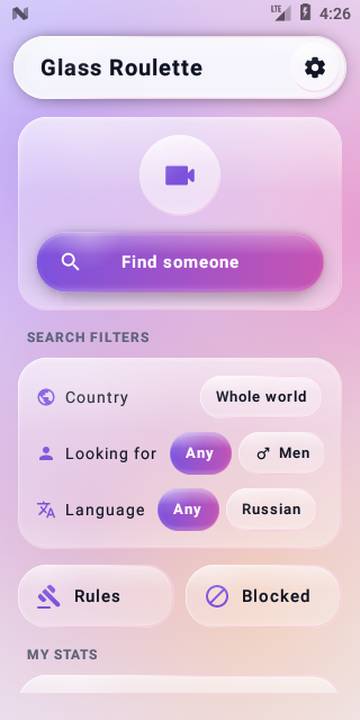 LTE
4:26
Glass Roulette
Find someone
SEARCH FILTERS
Country Whole world
Looking for Any ♂ Men
Language Any Russian
Rules Blocked
MY STATS